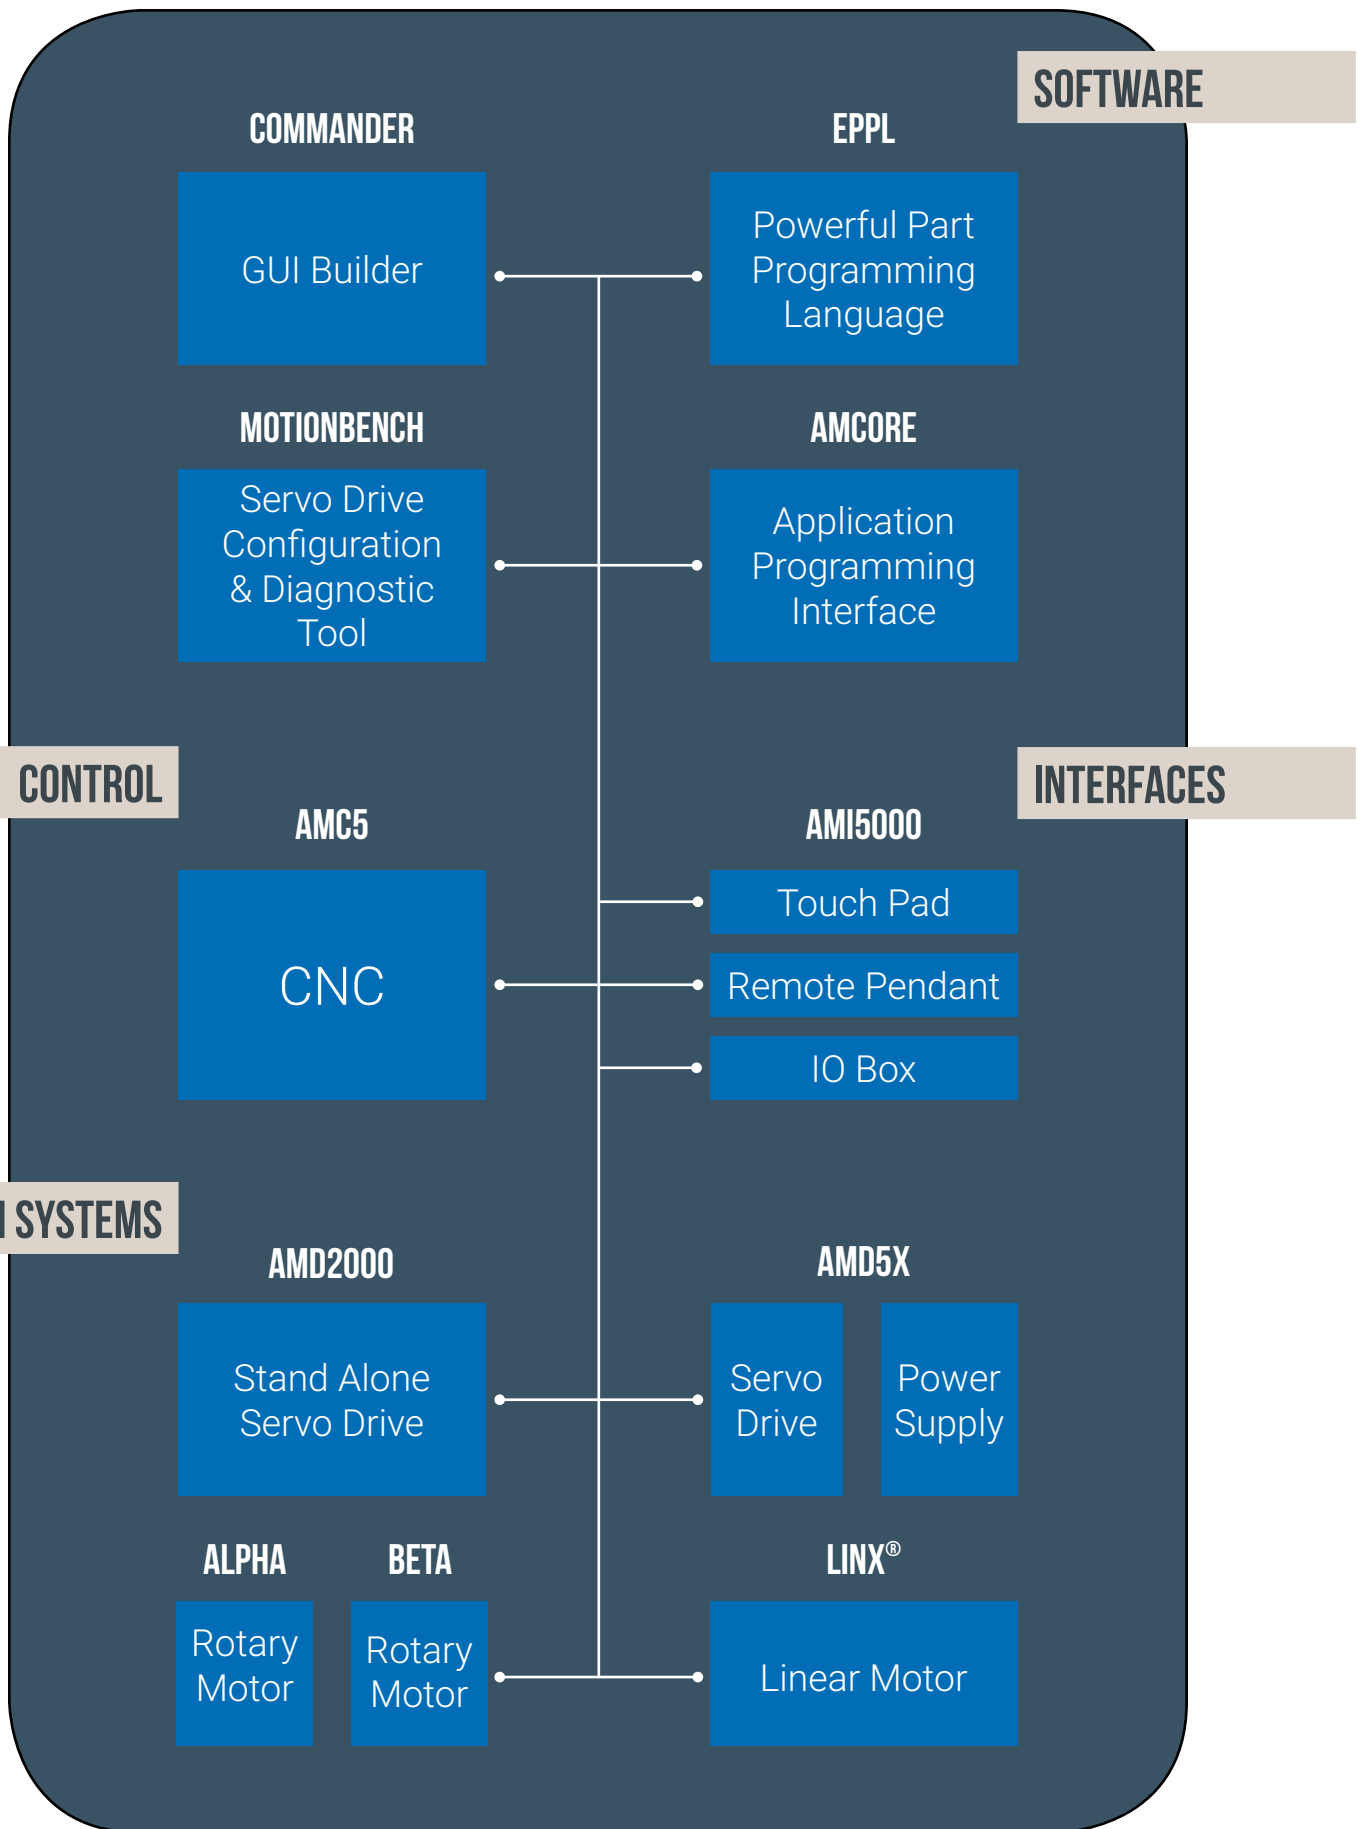 SOFTWARE
COMMANDER
GUI Builder
EPPL
Powerful Part
Programming
Language
MOTIONBENCH
Servo Drive
Configuration
& Diagnostic
Tool
AMCORE
Application
Programming
Interface
CONTROL
INTERFACES
AMC5
CNC
AMI5000
Touch Pad
Remote Pendant
IO Box
SYSTEMS
AMD2000
Stand Alone
Servo Drive
AMD5X
Servo
Drive
Power
Supply
ALPHA
Rotary
Motor
BETA
Rotary
Motor
LINX®
Linear Motor